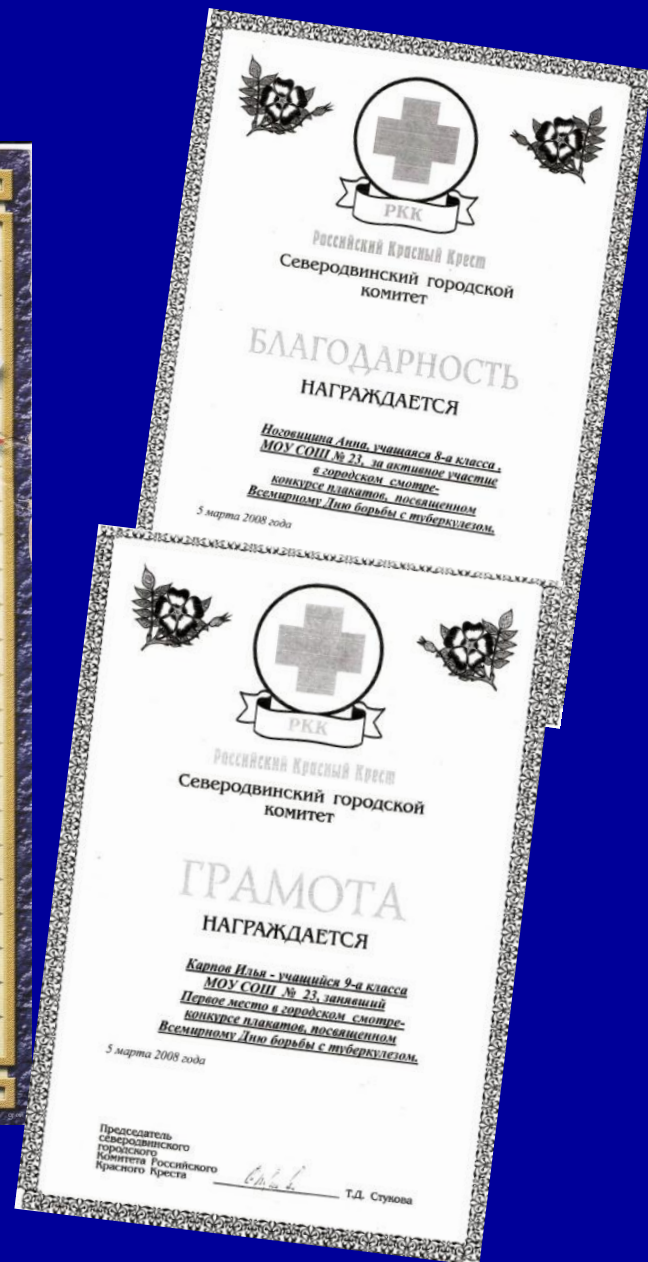 РКК
Российский Красный Крест
Северодвинский городской
комитет
БЛАГОДАРНОСТЬ
НАГРАЖДАЕТСЯ
Ноговицина Анна, учащаяся 8-а класса ,
МОУ СОШ № 23, за активное участие
в городском смотре-
конкурсе плакатов, посвященном
Всемирному Дню борьбы с туберкулезом.
5 марта 2008 года
РКК
Российский Красный Крест
Северодвинский городской
комитет
ГРАМОТА
НАГРАЖДАЕТСЯ
Карпов Илья - учащийся 9-а класса
МОУ СОШ № 23, занявший
Первое место в городском смотре-
конкурсе плакатов, посвященном
Всемирному Дню борьбы с туберкулезом.
5 марта 2008 года
Председатель
северодвинского
городского
Комитета Российского
Красного Креста
Т.Д. Стукова